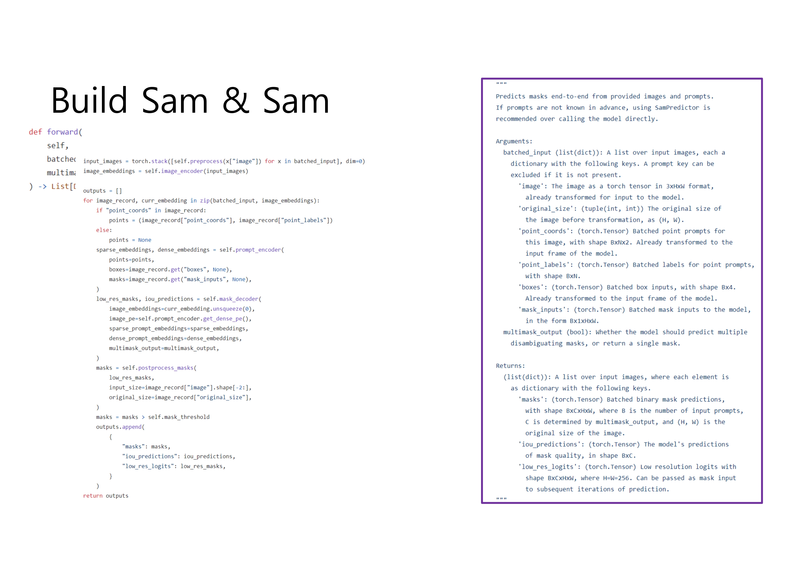 Build Sam & Sam
def forward(
self,
batched
multima
) -> List[D
input_images = torch.stack([self.preprocess(x["image"]) for x in batched_input], dim=0)
image_embeddings = self.image_encoder(input_images)
outputs = []
for image_record, curr_embedding in zip(batched_input, image_embeddings):
if "point_coords" in image_record:
points = (image_record["point_coords"], image_record["point_labels"])
else:
points = None
sparse_embeddings, dense_embeddings = self.prompt_encoder(
points=points,
boxes=image_record.get("boxes", None),
masks=image_record.get("mask_inputs", None),
)
low_res_masks, iou_predictions = self.mask_decoder(
image_embeddings=curr_embedding.unsqueeze(0),
image_pe=self.prompt_encoder.get_dense_pe(),
sparse_prompt_embeddings=sparse_embeddings,
dense_prompt_embeddings=dense_embeddings,
multimask_output=multimask_output,
)
masks = self.postprocess_masks(
low_res_masks,
input_size=image_record["image"].shape[-2:],
original_size=image_record["original_size"],
)
masks = masks > self.mask_threshold
outputs.append(
{
"masks": masks,
"iou_predictions": iou_predictions,
"low_res_logits": low_res_masks,
}
)
return outputs
"""
Predicts masks end-to-end from provided images and prompts.
If prompts are not known in advance, using SamPredictor is
recommended over calling the model directly.
Arguments:
batched_input (list(dict)): A list over input images, each a
dictionary with the following keys. A prompt key can be
excluded if it is not present.
'image': The image as a torch tensor in 3xHxW format,
already transformed for input to the model.
'original_size': (tuple(int, int)) The original size of
the image before transformation, as (H, W).
'point_coords': (torch.Tensor) Batched point prompts for
this image, with shape BxNx2. Already transformed to the
input frame of the model.
'point_labels': (torch.Tensor) Batched labels for point prompts,
with shape BxN.
'boxes': (torch.Tensor) Batched box inputs, with shape Bx4.
Already transformed to the input frame of the model.
'mask_inputs': (torch.Tensor) Batched mask inputs to the model,
in the form Bx1xHxW.
multimask_output (bool): Whether the model should predict multiple
disambiguating masks, or return a single mask.
Returns:
(list(dict)): A list over input images, where each element is
as dictionary with the following keys.
'masks': (torch.Tensor) Batched binary mask predictions,
with shape BxCxHxW, where B is the number of input prompts,
C is determined by multimask_output, and (H, W) is the
original size of the image.
'iou_predictions': (torch.Tensor) The model's predictions
of mask quality, in shape BxC.
'low_res_logits': (torch.Tensor) Low resolution logits with
shape BxCxHxW, where H=W=256. Can be passed as mask input
to subsequent iterations of prediction.
"""